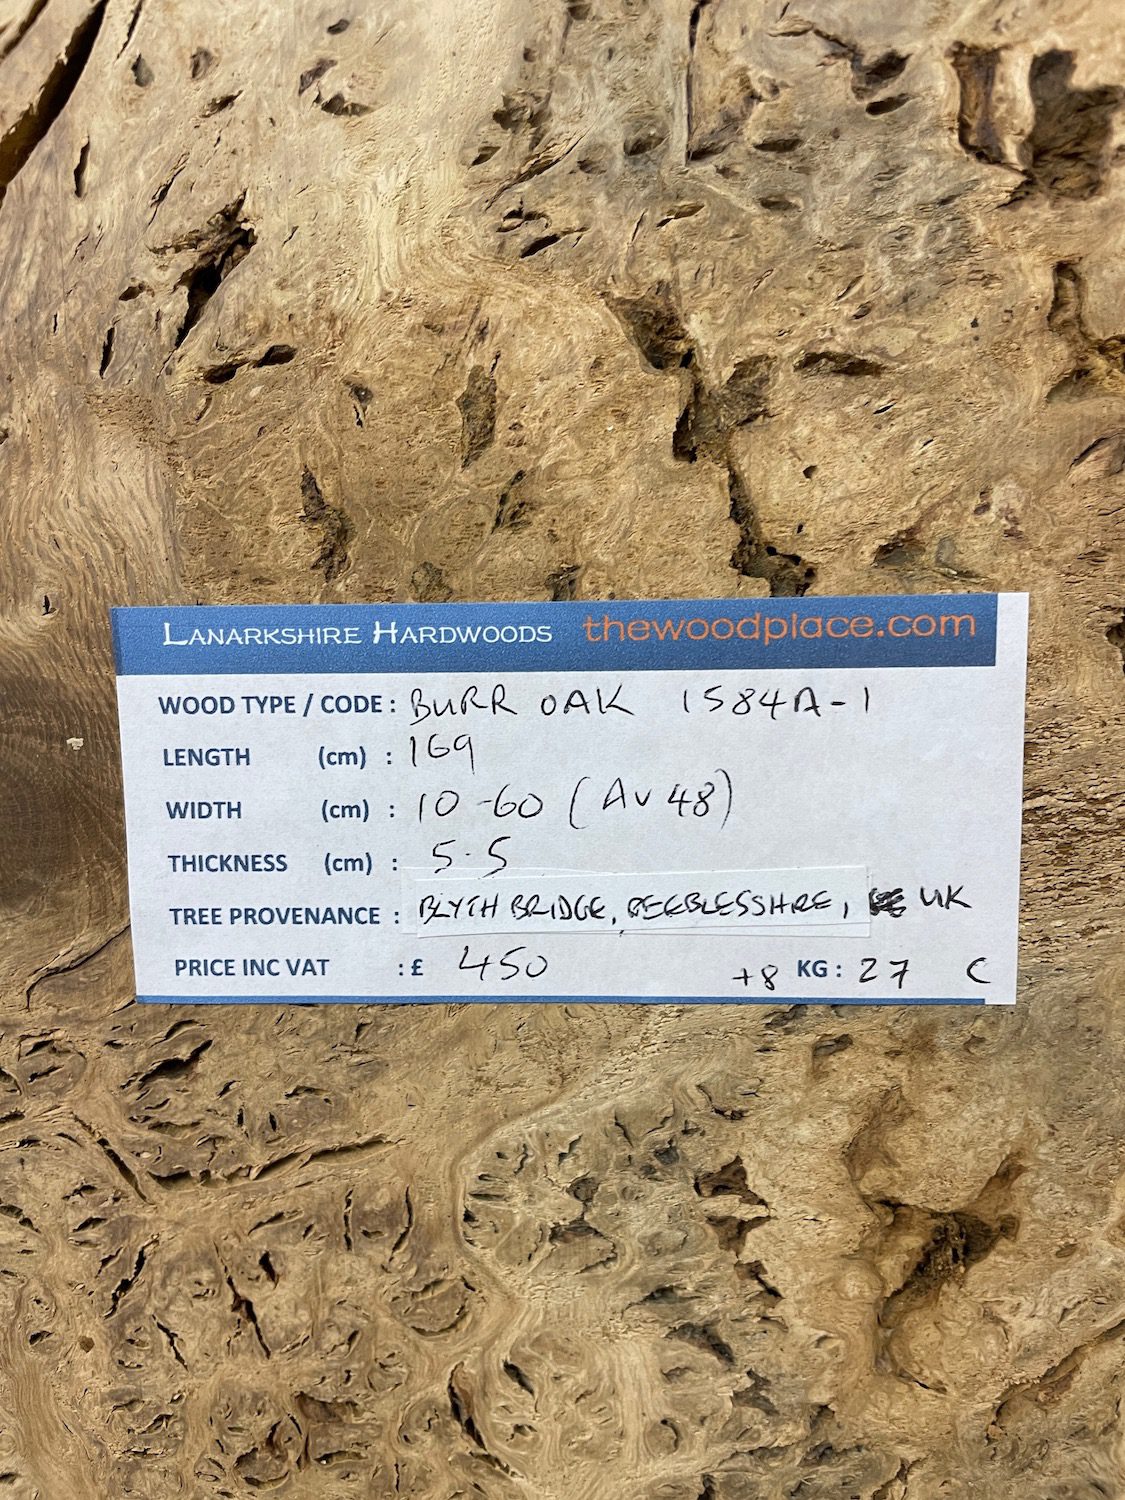 LANARKSHIRE HARDWOODS thewoodplace.com
WOOD TYPE / CODE : BURR OAK 1584A-1
LENGTH (cm) : 169
WIDTH (cm) : 10-60 (AV 48)
THICKNESS (cm) : 5.5
TREE PROVENANCE : BLYTH BRIDGE, PEEBLESSHIRE, UK
PRICE INC VAT : £ 450 +8 KG : 27 C